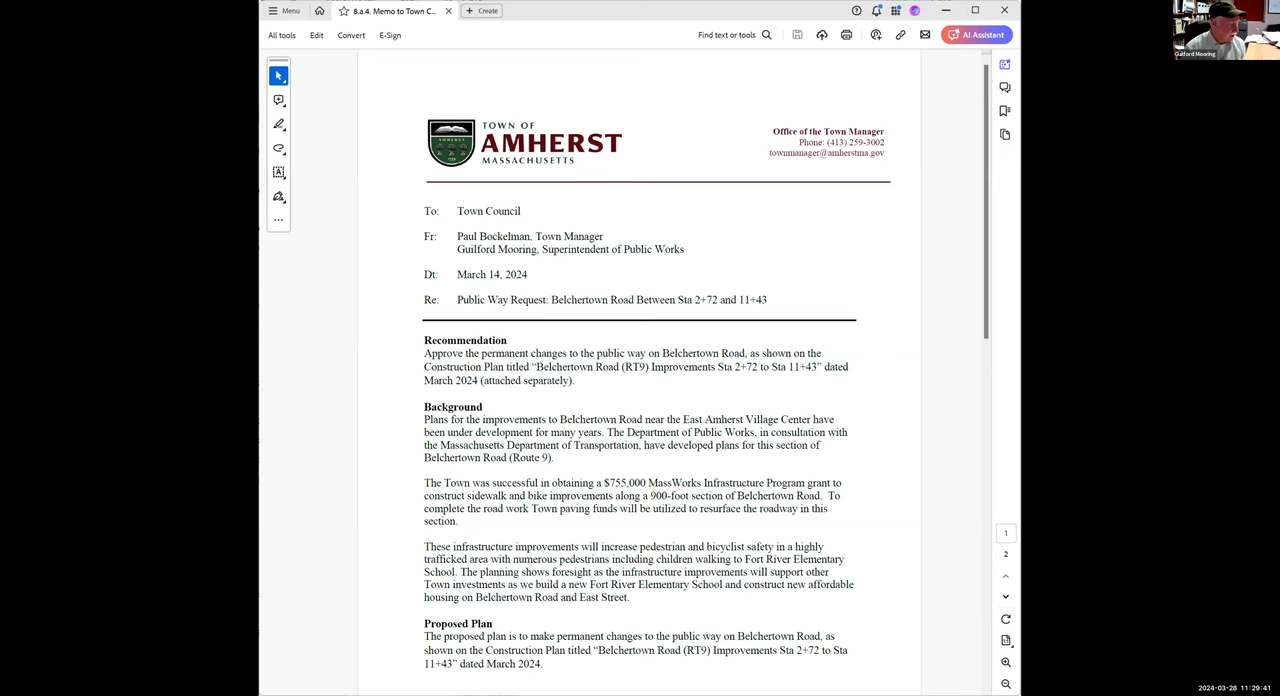 Menu
8.a.4. Memo to Town C...
Create
All tools
Edit
Convert
E-Sign
Find text or tools
AI Assistant
Guilford Mooring
TOWN OF
AMHERST
MASSACHUSETTS
Office of the Town Manager
Phone: (413) 259-3002
townmanager@amherstma.gov
To: Town Council
Fr: Paul Bockelman, Town Manager
Guilford Mooring, Superintendent of Public Works
Dt: March 14, 2024
Re: Public Way Request: Belchertown Road Between Sta 2+72 and 11+43
Recommendation
Approve the permanent changes to the public way on Belchertown Road, as shown on the
Construction Plan titled “Belchertown Road (RT9) Improvements Sta 2+72 to Sta 11+43” dated
March 2024 (attached separately).
Background
Plans for the improvements to Belchertown Road near the East Amherst Village Center have
been under development for many years. The Department of Public Works, in consultation with
the Massachusetts Department of Transportation, have developed plans for this section of
Belchertown Road (Route 9).
The Town was successful in obtaining a $755,000 MassWorks Infrastructure Program grant to
construct sidewalk and bike improvements along a 900-foot section of Belchertown Road. To
complete the road work Town paving funds will be utilized to resurface the roadway in this
section.
These infrastructure improvements will increase pedestrian and bicyclist safety in a highly
trafficked area with numerous pedestrians including children walking to Fort River Elementary
School. The planning shows foresight as the infrastructure improvements will support other
Town investments as we build a new Fort River Elementary School and construct new affordable
housing on Belchertown Road and East Street.
Proposed Plan
The proposed plan is to make permanent changes to the public way on Belchertown Road, as
shown on the Construction Plan titled “Belchertown Road (RT9) Improvements Sta 2+72 to Sta
11+43” dated March 2024.
1
2
2024-03-28 11:29:41